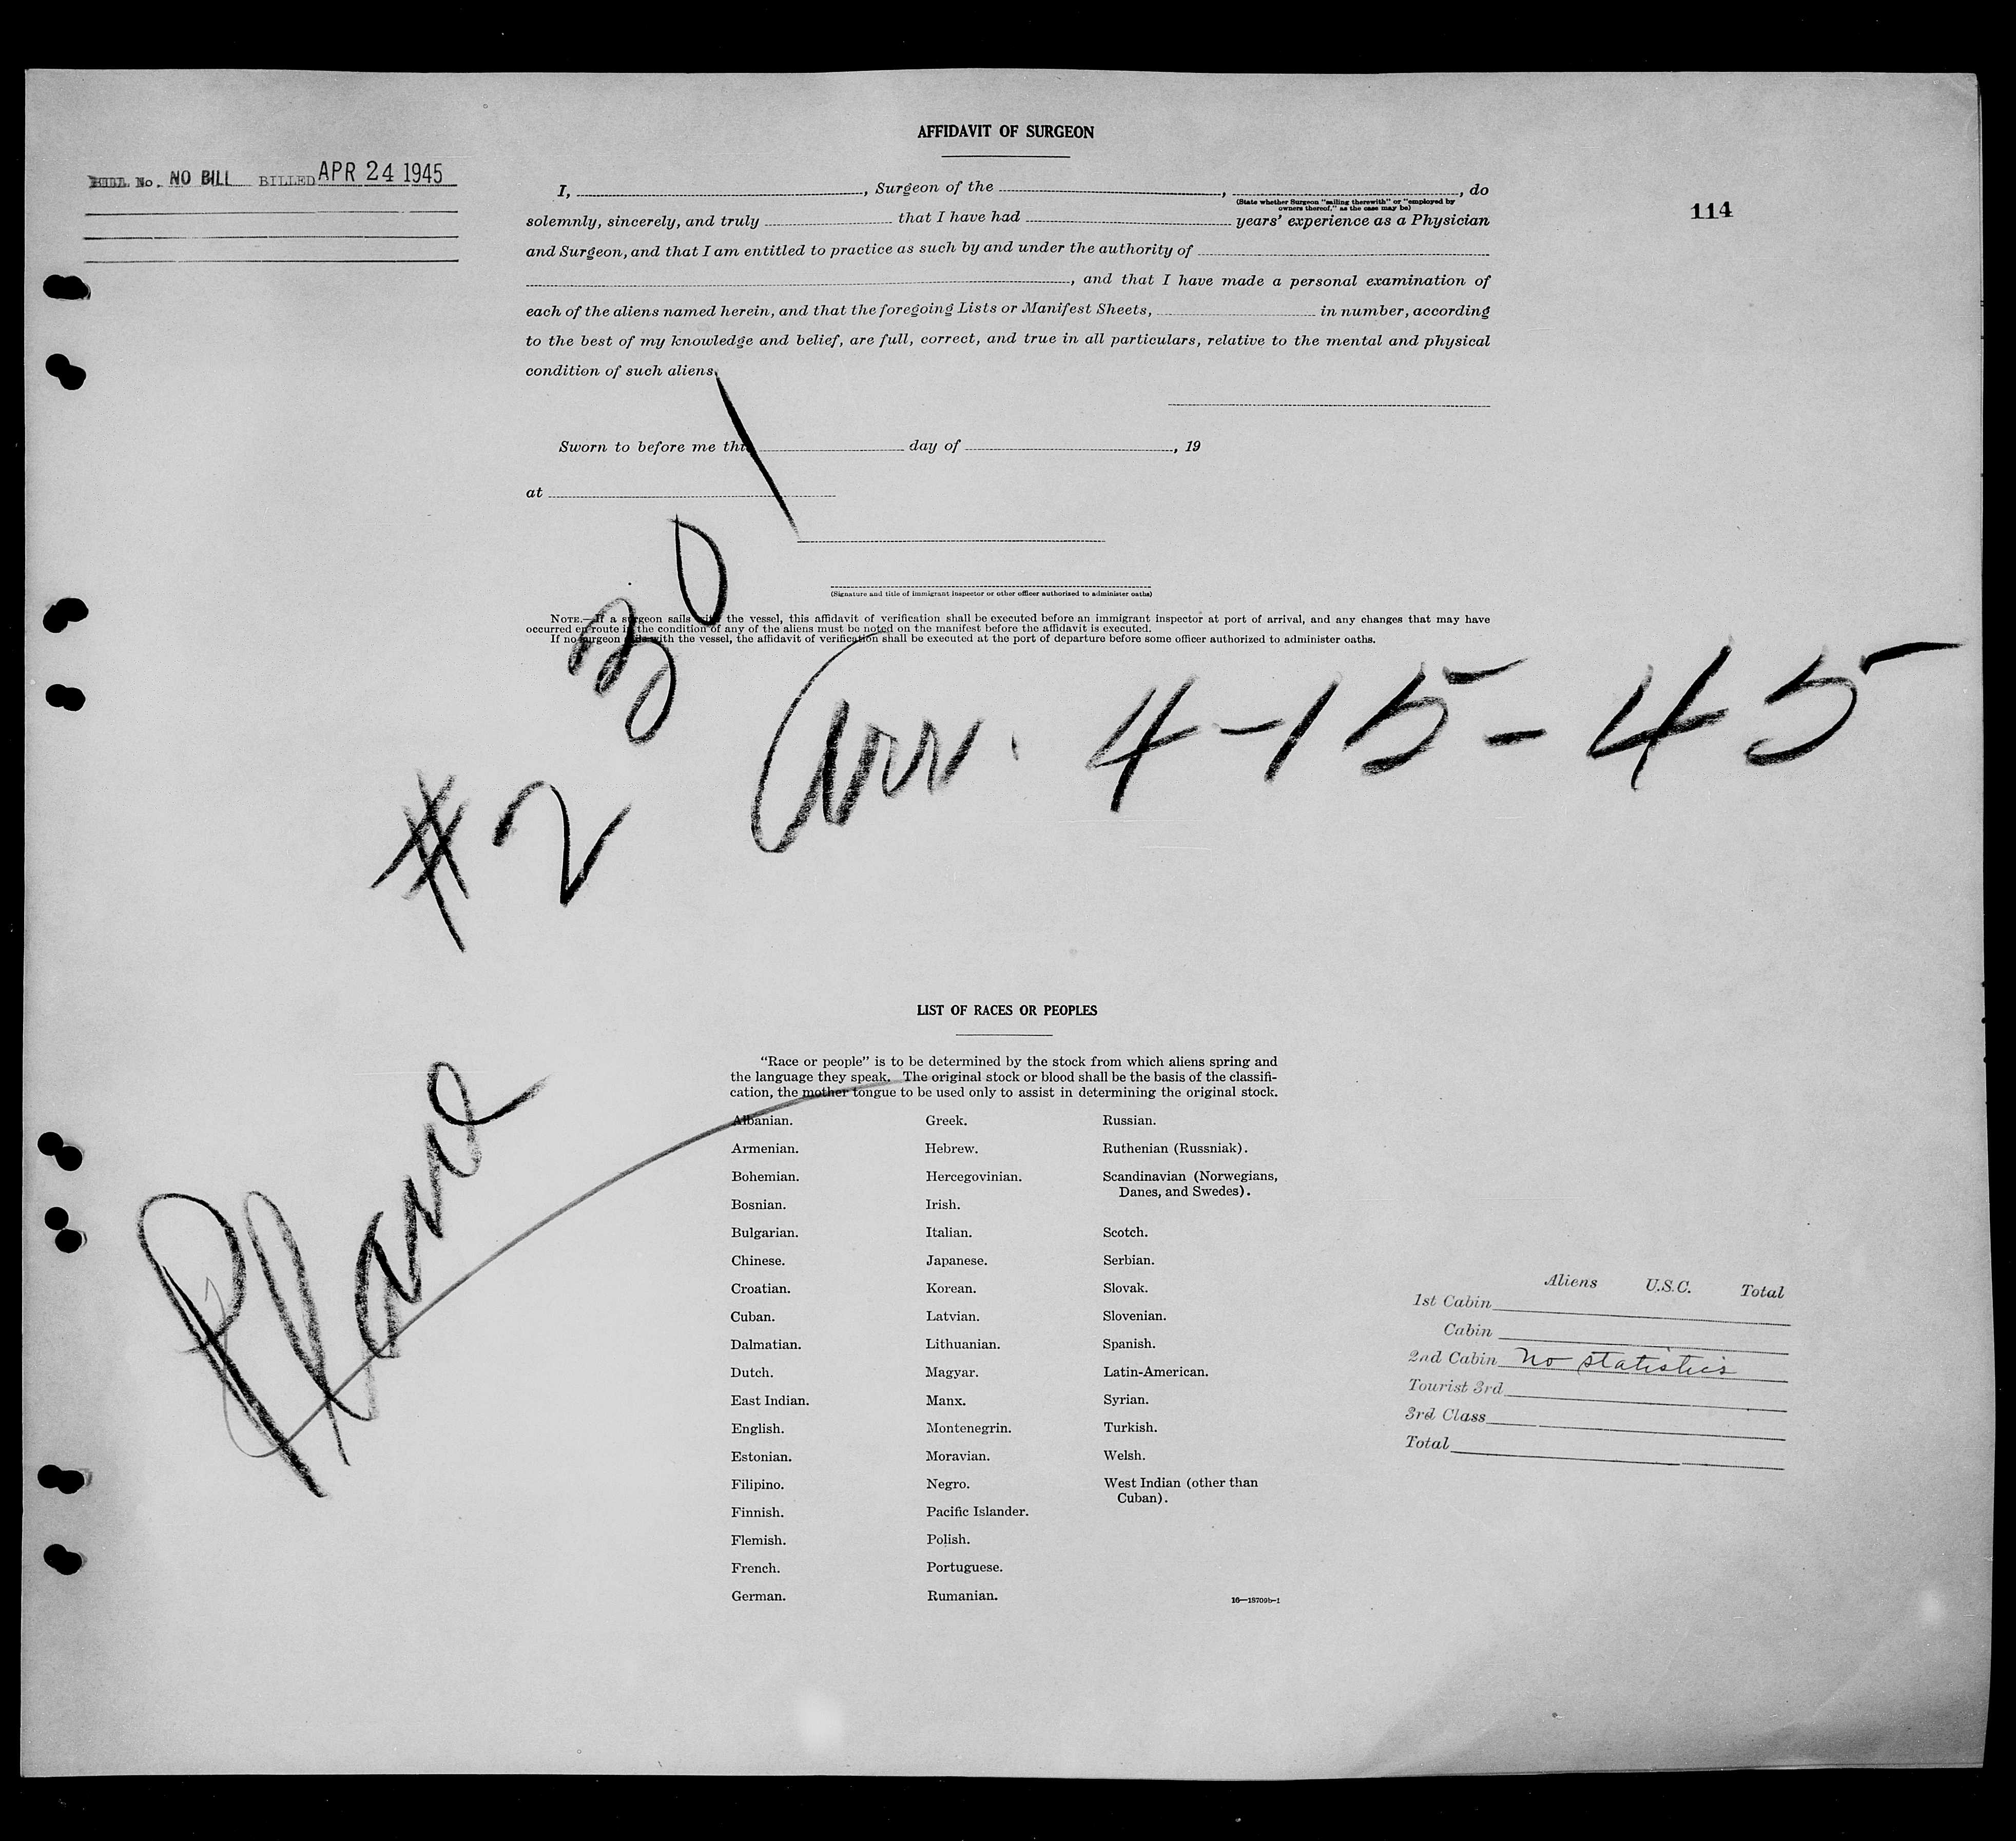 AFFIDAVIT OF SURGEON
BILL No. NO BILL BILLED APR 24 1945
114
I, , Surgeon of the , , do
(State whether Surgeon "sailing therewith" or "employed by
owners thereof," as the case may be)
solemnly, sincerely, and truly that I have had years' experience as a Physician
and Surgeon, and that I am entitled to practice as such by and under the authority of
, and that I have made a personal examination of
each of the aliens named herein, and that the foregoing Lists or Manifest Sheets, in number, according
to the best of my knowledge and belief, are full, correct, and true in all particulars, relative to the mental and physical
condition of such aliens.
Sworn to before me this day of , 19
at
(Signature and title of immigrant inspector or other officer authorized to administer oaths)
NOTE.—If a surgeon sails with the vessel, this affidavit of verification shall be executed before an immigrant inspector at port of arrival, and any changes that may have
occurred en route in the condition of any of the aliens must be noted on the manifest before the affidavit is executed.
If no surgeon sails with the vessel, the affidavit of verification shall be executed at the port of departure before some officer authorized to administer oaths.
Plane #2301
Arr. 4-15-45
LIST OF RACES OR PEOPLES
"Race or people" is to be determined by the stock from which aliens spring and
the language they speak. The original stock or blood shall be the basis of the classifi-
cation, the mother tongue to be used only to assist in determining the original stock.
Albanian.
Armenian.
Bohemian.
Bosnian.
Bulgarian.
Chinese.
Croatian.
Cuban.
Dalmatian.
Dutch.
East Indian.
English.
Estonian.
Filipino.
Finnish.
Flemish.
French.
German.
Greek.
Hebrew.
Hercegovinian.
Irish.
Italian.
Japanese.
Korean.
Latvian.
Lithuanian.
Magyar.
Manx.
Montenegrin.
Moravian.
Negro.
Pacific Islander.
Polish.
Portuguese.
Rumanian.
Russian.
Ruthenian (Russniak).
Scandinavian (Norwegians,
Danes, and Swedes).
Scotch.
Serbian.
Slovak.
Slovenian.
Spanish.
Latin-American.
Syrian.
Turkish.
Welsh.
West Indian (other than
Cuban).
16—18709b-1
Aliens U.S.C. Total
1st Cabin
Cabin
2nd Cabin No statistics
Tourist 3rd
3rd Class
Total